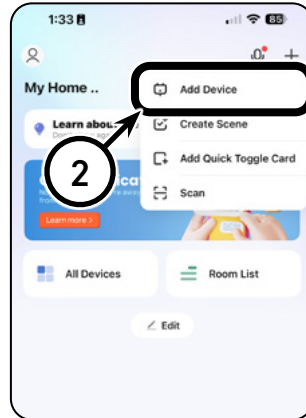 1:33
85
My Home ..
Add Device
Learn about
Create Scene
Add Quick Toggle Card
2
Scan
Learn more >
All Devices
Room List
Edit